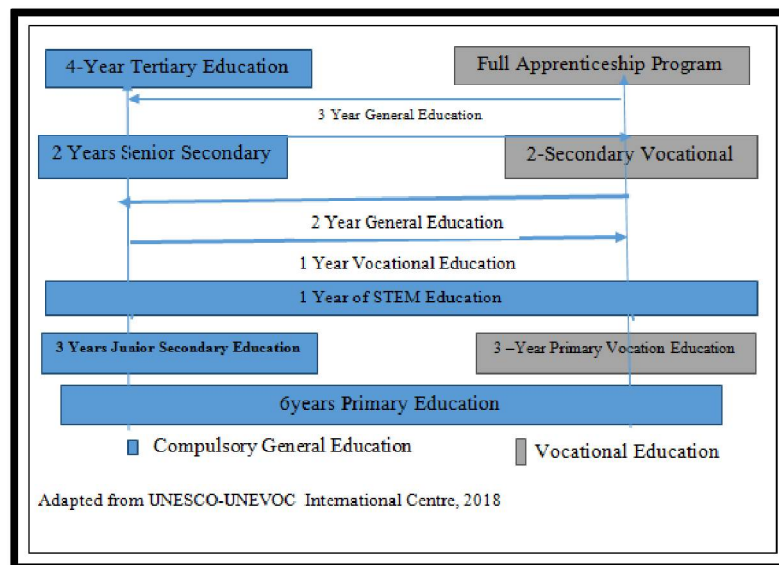 4-Year Tertiary Education
Full Apprenticeship Program
3 Year General Education
2 Years Senior Secondary
2-Secondary Vocational
2 Year General Education
1 Year Vocational Education
1 Year of STEM Education
3 Years Junior Secondary Education
3 –Year Primary Vocation Education
6years Primary Education
Compulsory General Education
Vocational Education
Adapted from UNESCO-UNEVOC International Centre, 2018